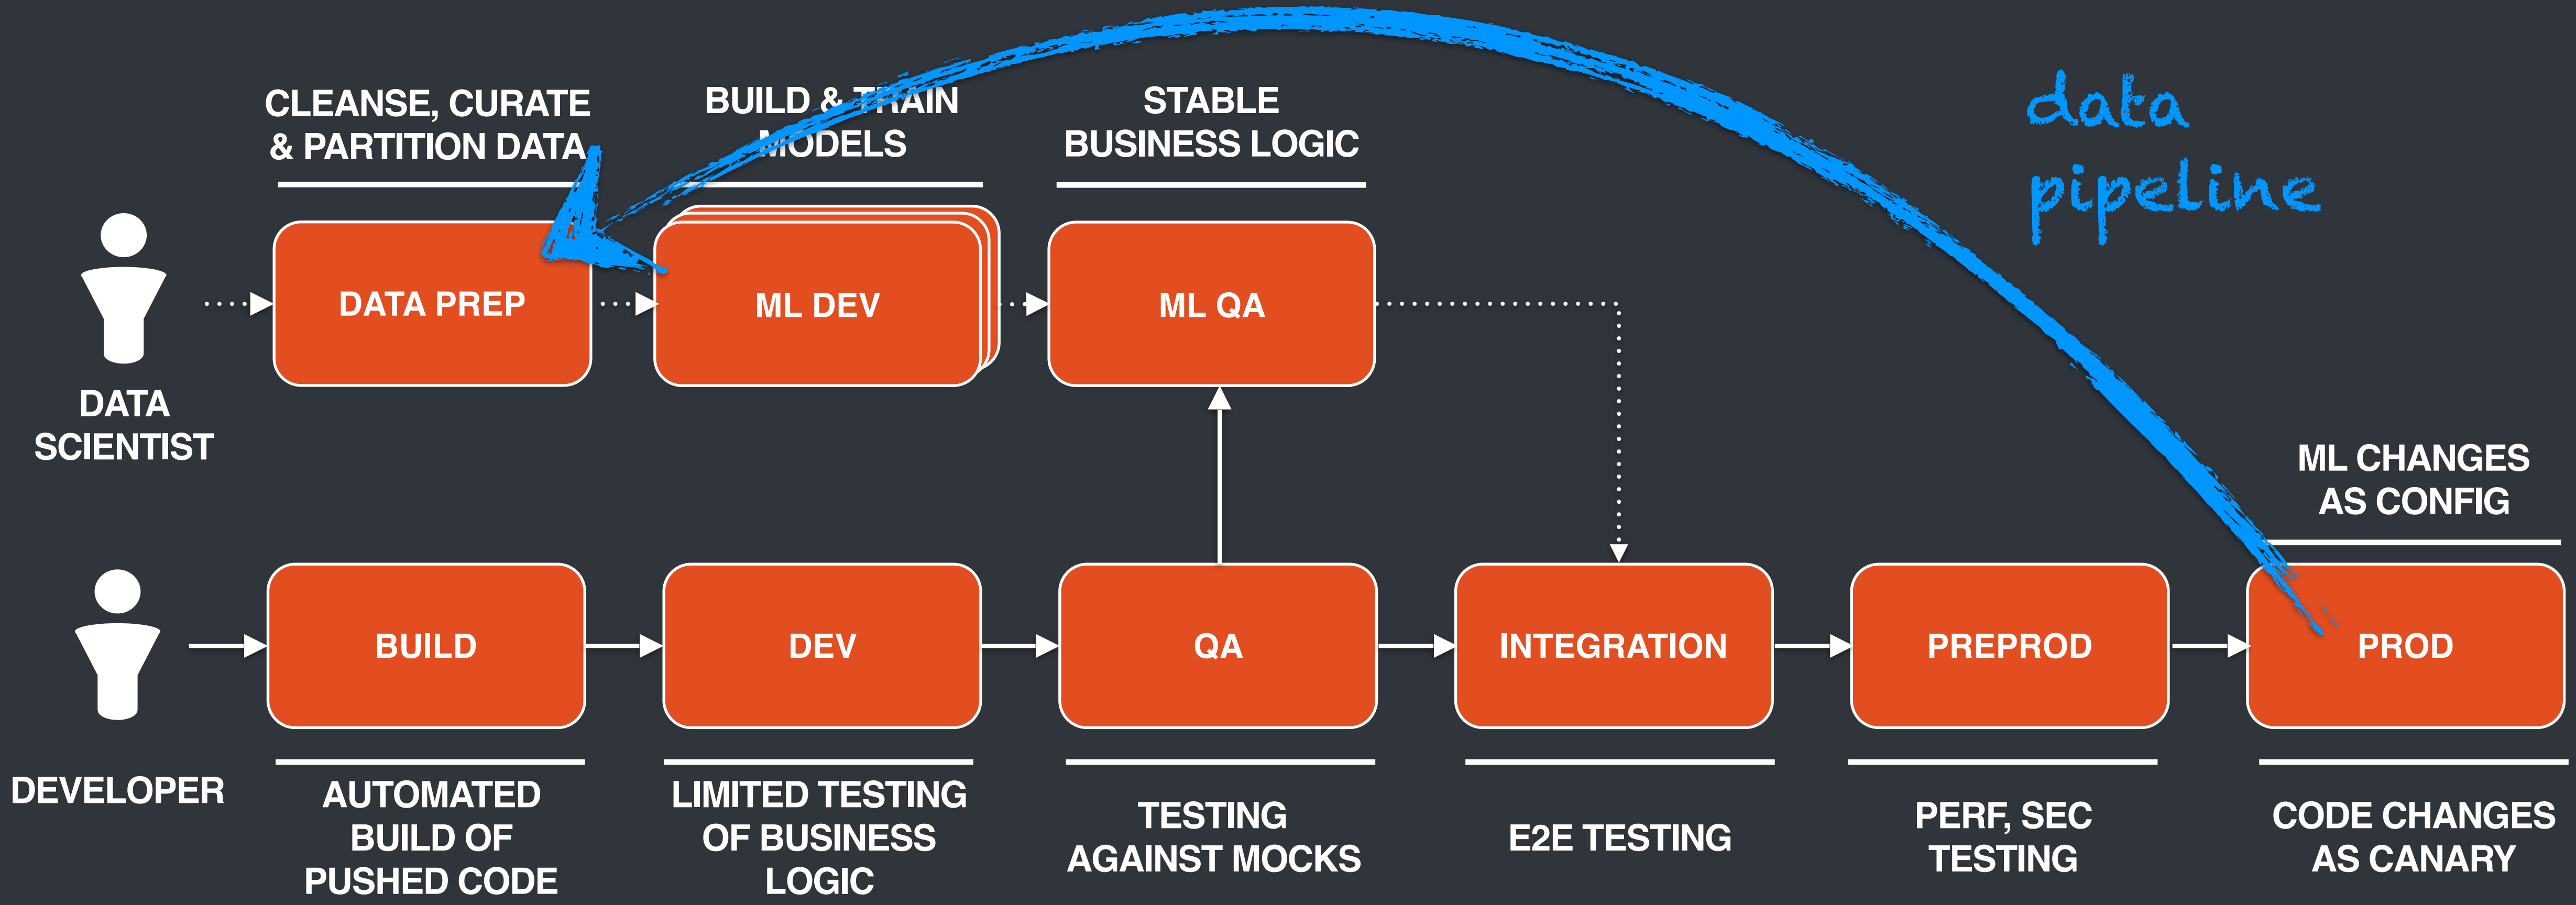 data
pipeline
CLEANSE, CURATE
& PARTITION DATA
BUILD & TRAIN
MODELS
STABLE
BUSINESS LOGIC
DATA PREP
ML DEV
ML QA
DATA
SCIENTIST
ML CHANGES
AS CONFIG
BUILD
DEV
QA
INTEGRATION
PREPROD
PROD
DEVELOPER
AUTOMATED
BUILD OF
PUSHED CODE
LIMITED TESTING
OF BUSINESS
LOGIC
TESTING
AGAINST MOCKS
E2E TESTING
PERF, SEC
TESTING
CODE CHANGES
AS CANARY